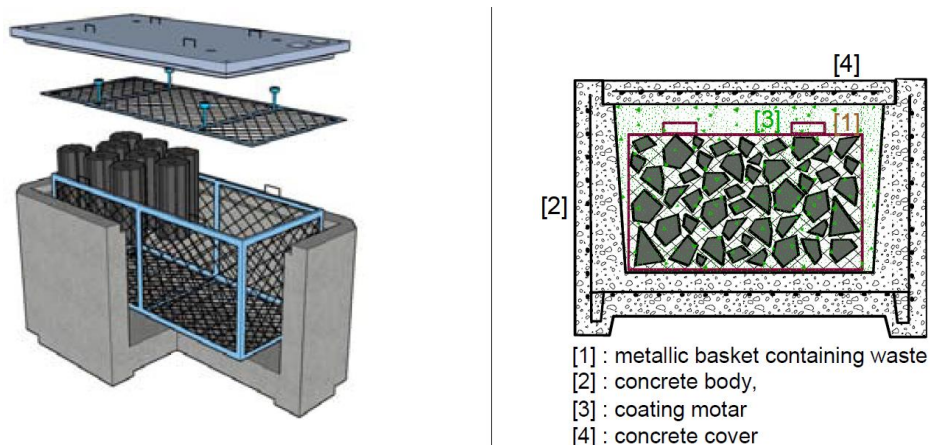 [4]
[3]
[1]
[2]
[1] : metallic basket containing waste
[2] : concrete body,
[3] : coating motar
[4] : concrete cover